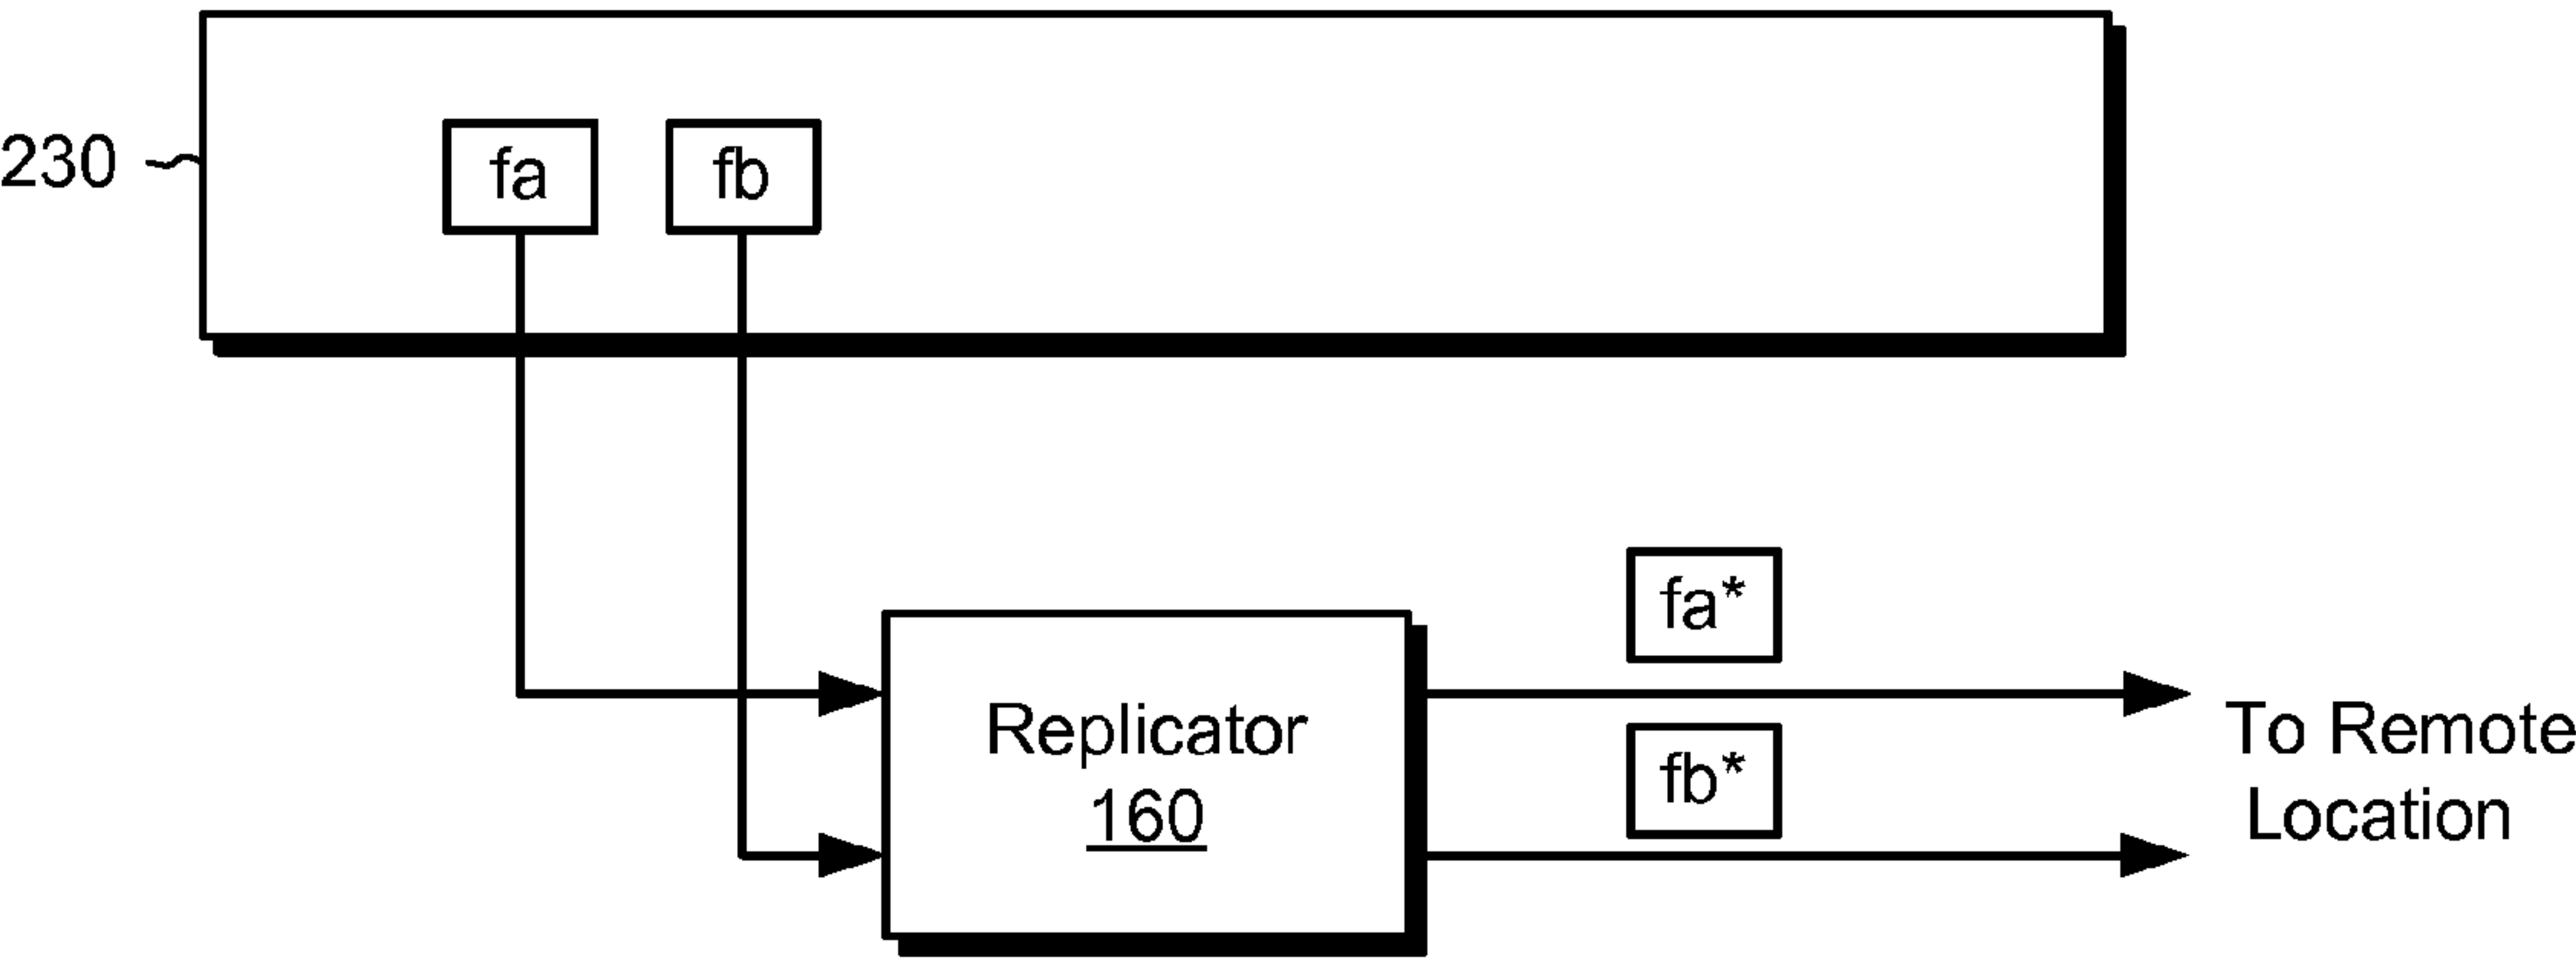 230
fa
fb
fa*
fb*
Replicator
160
To Remote
Location